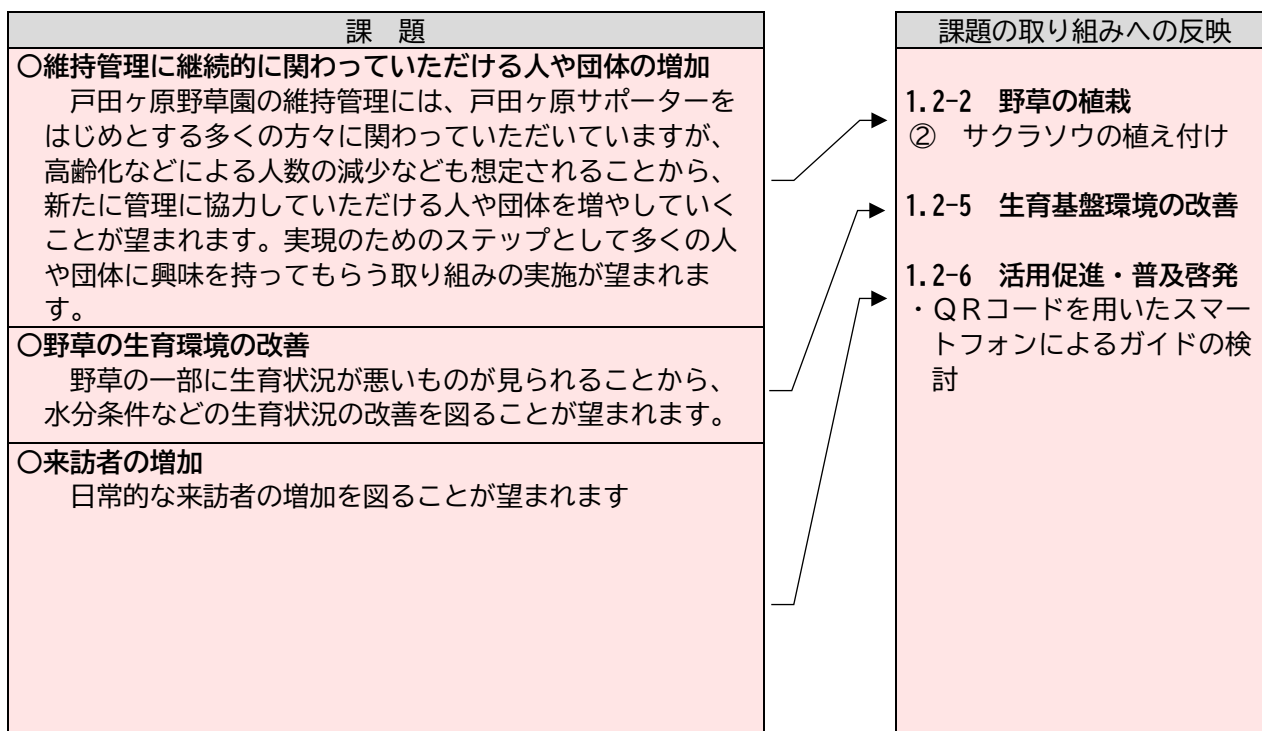 課 題
〇維持管理に継続的に関わっていただける人や団体の増加
戸田ヶ原野草園の維持管理には、戸田ヶ原サポーターを
はじめとする多くの方々に関わっていただいていますが、
高齢化などによる人数の減少なども想定されることから、
新たに管理に協力していただける人や団体を増やしていく
ことが望まれます。実現のためのステップとして多くの人
や団体に興味を持ってもらう取り組みの実施が望まれま
す。
〇野草の生育環境の改善
野草の一部に生育状況が悪いものが見られることから、
水分条件などの生育状況の改善を図ることが望まれます。
〇来訪者の増加
日常的な来訪者の増加を図ることが望まれます
課題の取り組みへの反映
1.2-2 野草の植栽
② サクラソウの植え付け
1.2-5 生育基盤環境の改善
1.2-6 活用促進・普及啓発
・ＱＲコードを用いたスマー
トフォンによるガイドの検
討